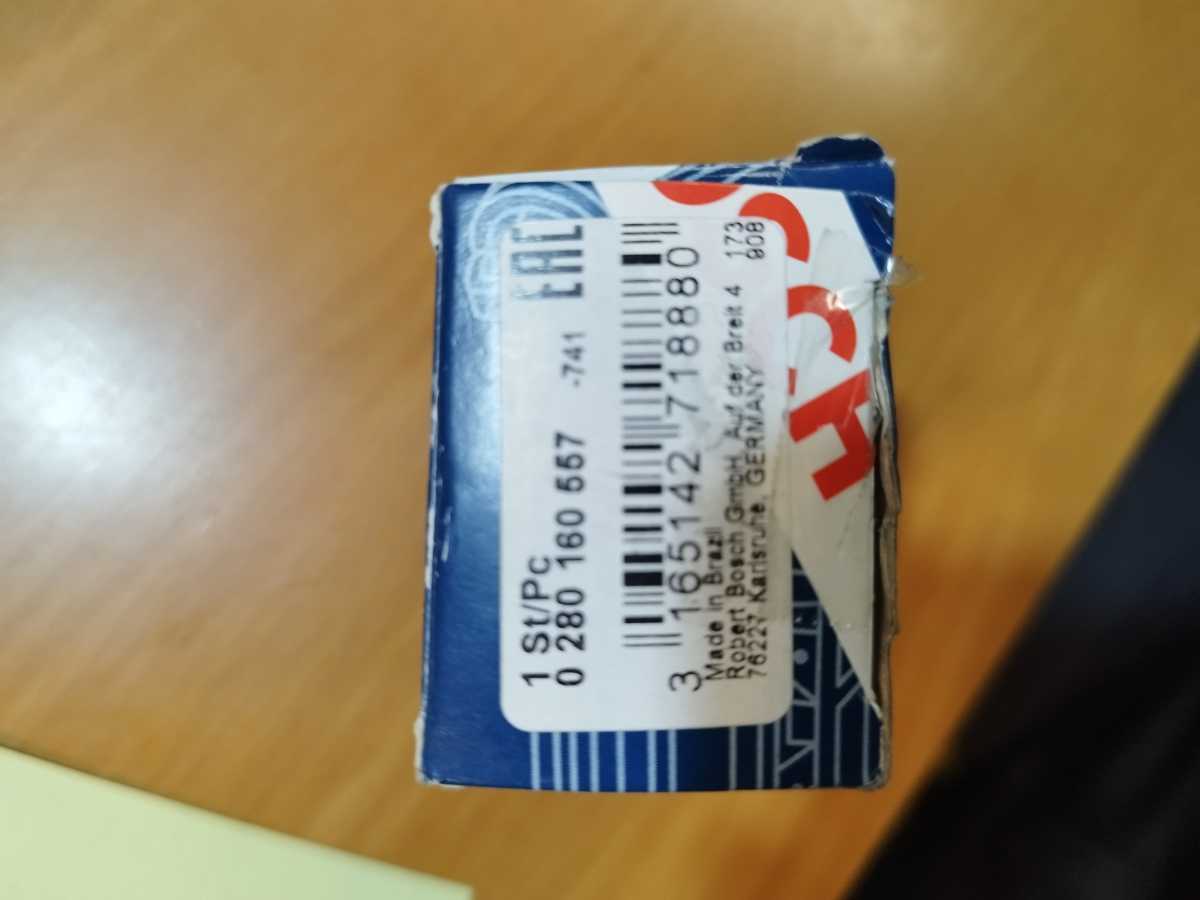 EAC
1 St/Pc
0 280 160 557 -741
3 165142 718880
Made in Brazil
Robert Bosch GmbH, Auf der Breit 4 173
76227 Karlsruhe, GERMANY 908